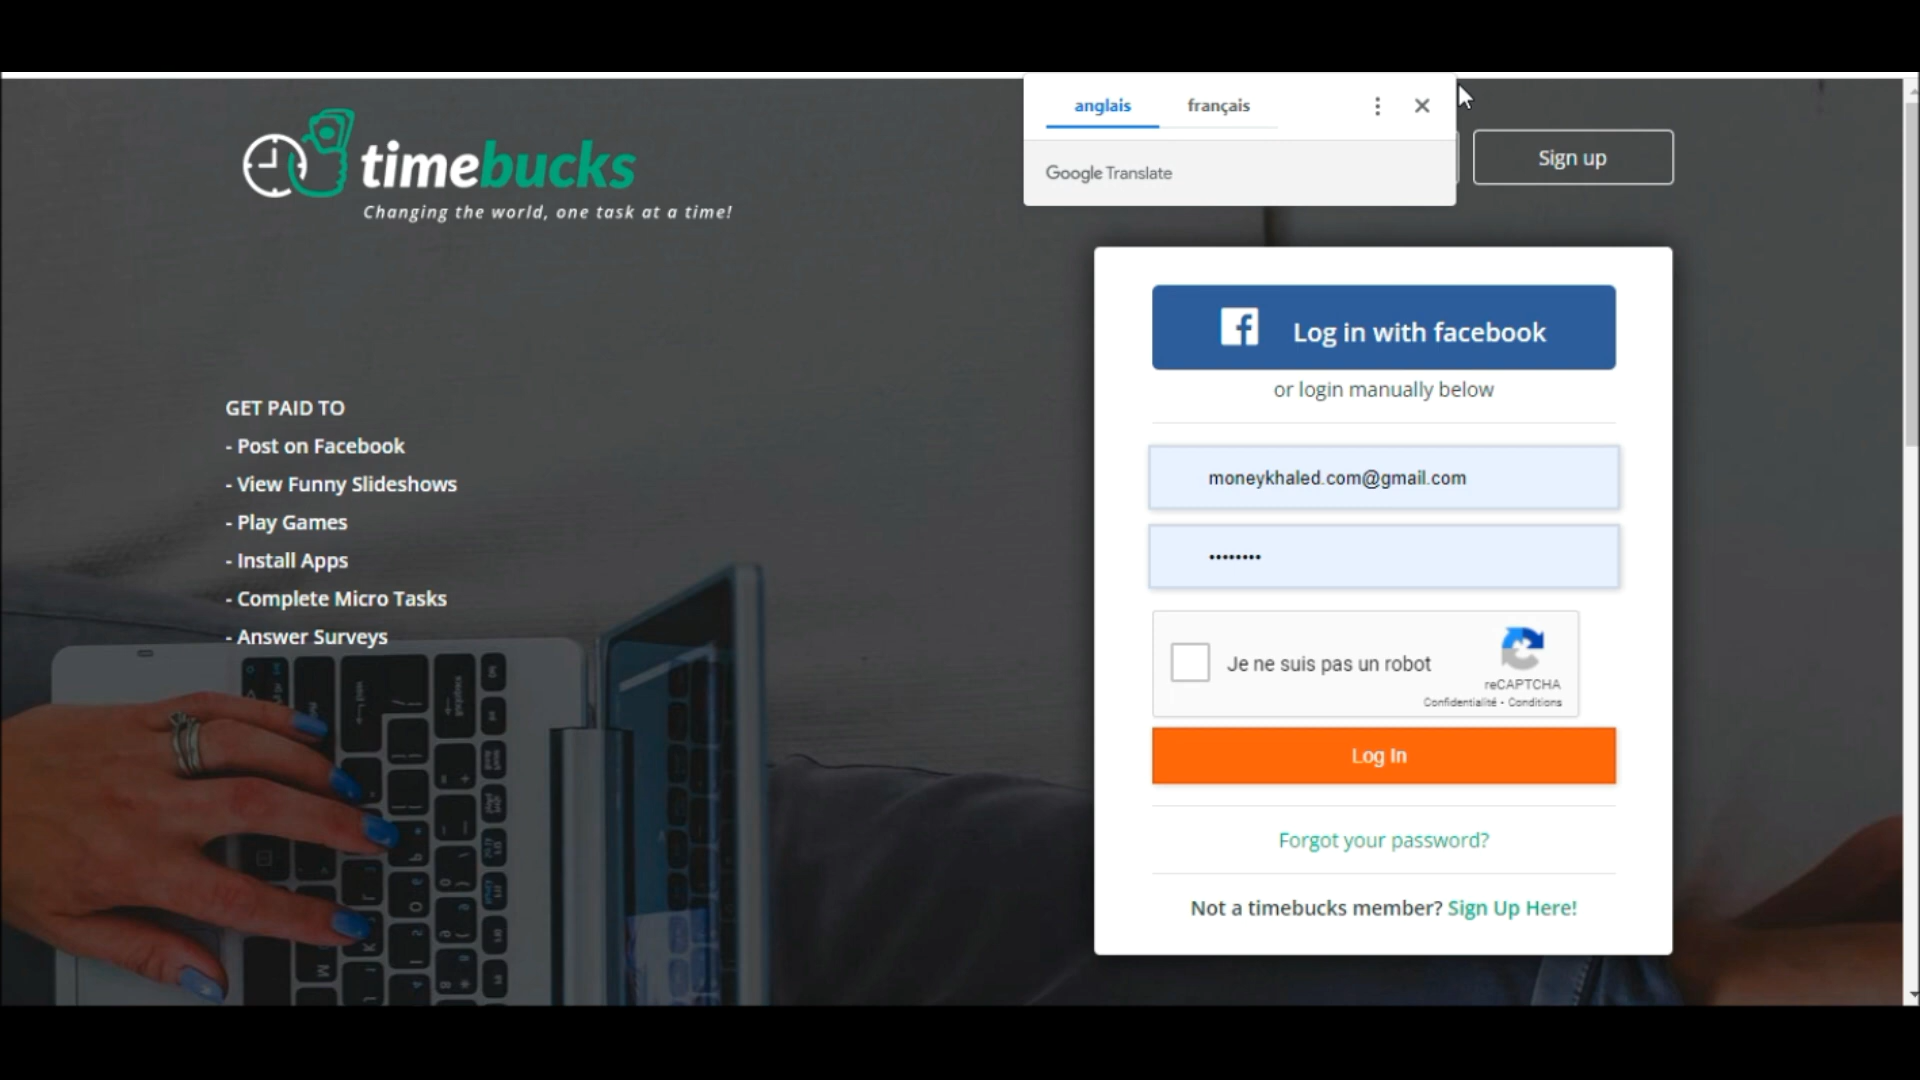 anglais français
Google Translate
Sign up
timebucks
Changing the world, one task at a time!
GET PAID TO
- Post on Facebook
- View Funny Slideshows
- Play Games
- Install Apps
- Complete Micro Tasks
- Answer Surveys
Log in with facebook
or login manually below
moneykhaled.com@gmail.com
••••••••
Je ne suis pas un robot
reCAPTCHA
Confidentialité - Conditions
Log In
Forgot your password?
Not a timebucks member? Sign Up Here!